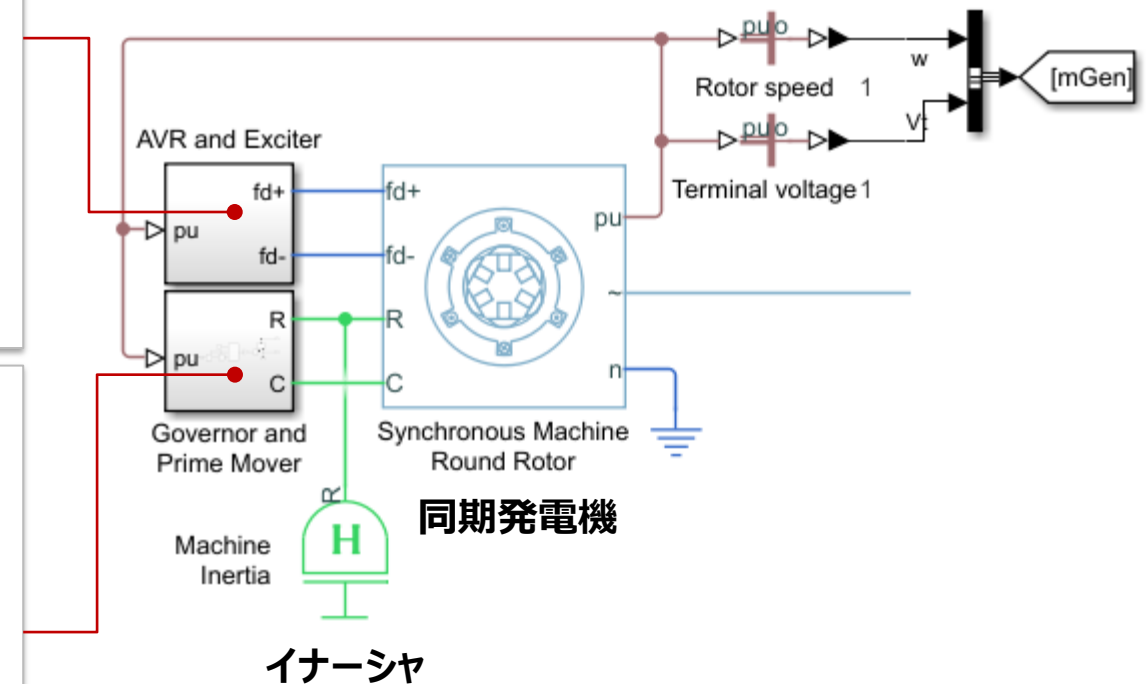 pu o
w
Rotor speed 1
[mGen]
pu o
Vt
Terminal voltage 1
AVR and Exciter
fd+
fd+
pu
fd-
fd-
pu
~
R
R
pu
C
C
n
Governor and
Prime Mover
Synchronous Machine
Round Rotor
R
同期発電機
H
Machine
Inertia
イナーシャ